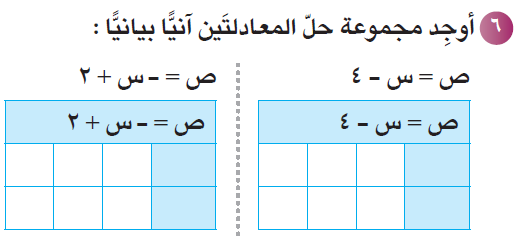 ٦ أوجِد مجموعة حلّ المعادلتَين آنيًّا بيانيًّا :
ص = س – ٤
ص = – س + ٢
ص = س – ٤
ص = – س + ٢